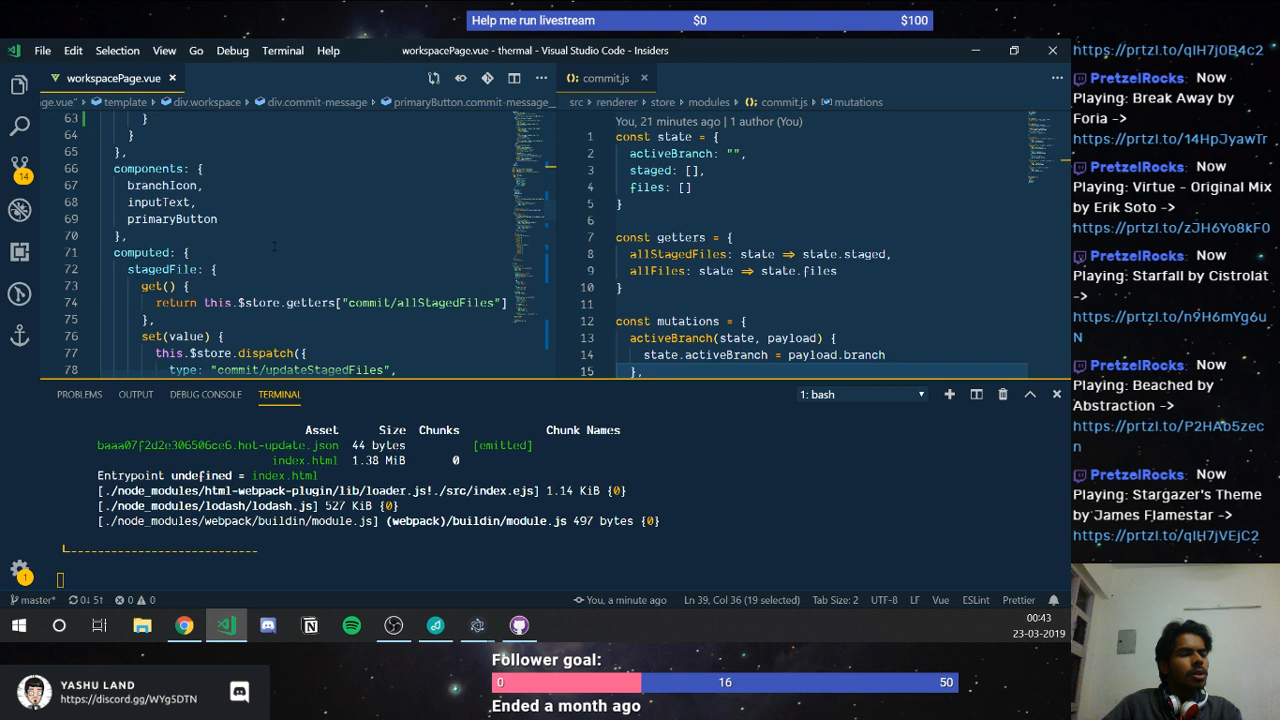 Help me run livestream $0 $100
File Edit Selection View Go Debug Terminal Help
workspacePage.vue - thermal - Visual Studio Code - Insiders
workspacePage.vue
commit.js
ge.vue" template div.workspace div.commit-message primaryButton.commit-message_
src renderer store modules commit.js mutations
63 }
64 }
65 },
66 components: {
67 branchIcon,
68 inputText,
69 primaryButton
70 },
71 computed: {
72 stagedFile: {
73 get() {
74 return this.$store.getters["commit/allStagedFiles"]
75 },
76 set(value) {
77 this.$store.dispatch({
78 type: "commit/updateStagedFiles",
You, 21 minutes ago | 1 author (You)
1 const state = {
2 activeBranch: "",
3 staged: [],
4 files: []
5 }
6
7 const getters = {
8 allStagedFiles: state => state.staged,
9 allFiles: state => state.files
10 }
11
12 const mutations = {
13 activeBranch(state, payload) {
14 state.activeBranch = payload.branch
15 },
14
PROBLEMS OUTPUT DEBUG CONSOLE TERMINAL 1: bash
Asset Size Chunks Chunk Names
baaa07f2d2e306506ce6.hot-update.json 44 bytes [emitted]
index.html 1.38 MiB 0
Entrypoint undefined = index.html
[./node_modules/html-webpack-plugin/lib/loader.js!./src/index.ejs] 1.14 KiB {0}
[./node_modules/lodash/lodash.js] 527 KiB {0}
[./node_modules/webpack/buildin/module.js] (webpack)/buildin/module.js 497 bytes {0}
1
master* 0↓ 5↑ 0 0 You, a minute ago Ln 39, Col 36 (19 selected) Tab Size: 2 UTF-8 LF Vue ESLint Prettier
00:43
23-03-2019
https://prtzl.to/qIH7j0B4c2
PretzelRocks: Now
Playing: Break Away by
Foria ->
https://prtzl.to/14HpJyawTr
PretzelRocks: Now
Playing: Virtue - Original Mix
by Erik Soto ->
https://prtzl.to/zJH6Yo8kF0
PretzelRocks: Now
Playing: Starfall by Cistrolat
->
https://prtzl.to/n9H6mYg6u
N
PretzelRocks: Now
Playing: Beached by
Abstraction ->
https://prtzl.to/P2HAb5zec
n
PretzelRocks: Now
Playing: Stargazer's Theme
by James Flamestar ->
https://prtzl.to/qIH7jVEjC2
YASHU LAND
https://discord.gg/WYg5DTN
Follower goal:
0 16 50
Ended a month ago